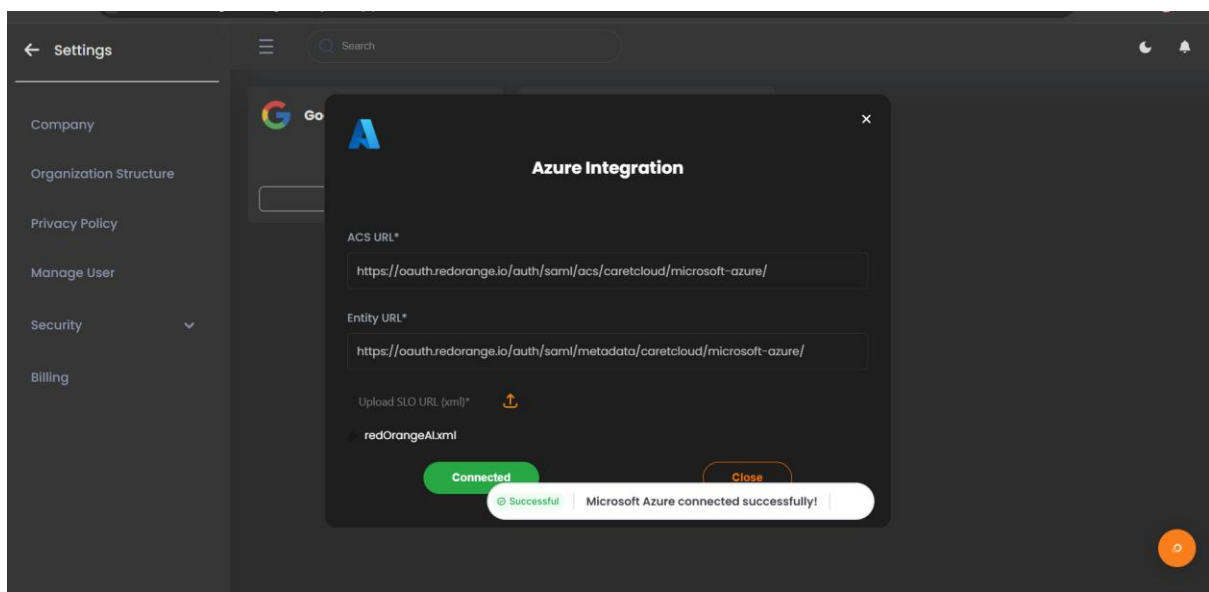 Settings
Search
Company
Organization Structure
Privacy Policy
Manage User
Security
Billing
Go
Azure Integration
ACS URL*
https://oauth.redorange.io/auth/saml/acs/caretcloud/microsoft-azure/
Entity URL*
https://oauth.redorange.io/auth/saml/metadata/caretcloud/microsoft-azure/
Upload SLO URL (xml)*
redOrangeAI.xml
Connected
Close
Successful
Microsoft Azure connected successfully!